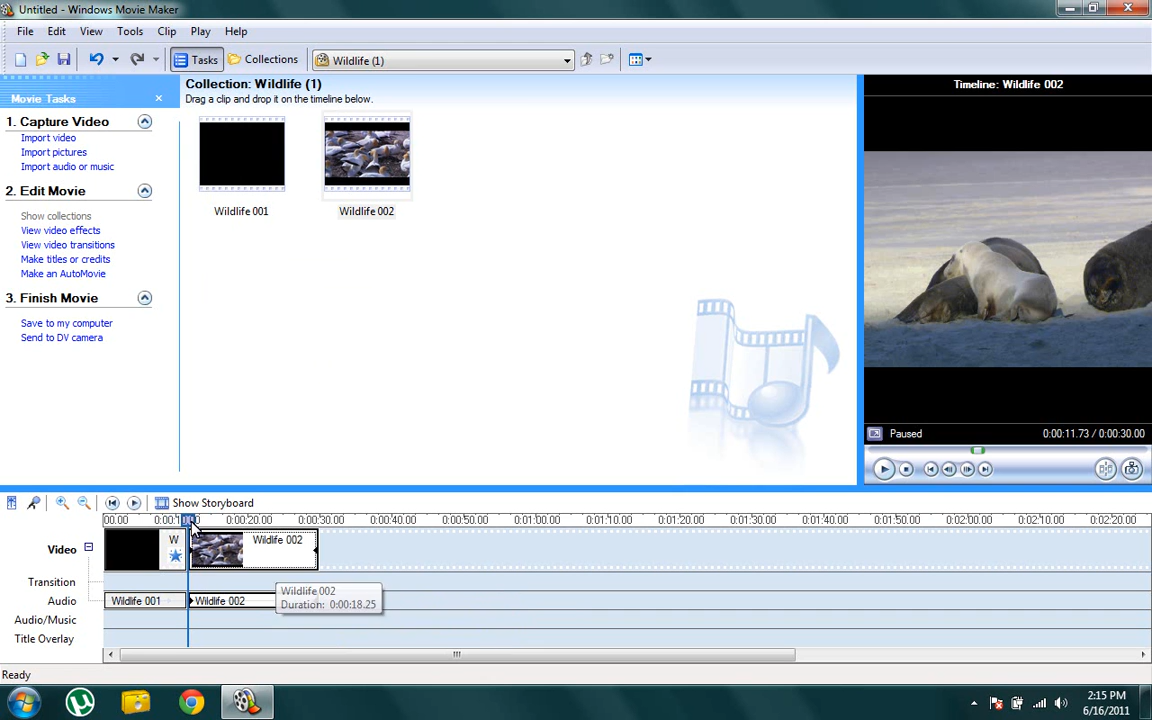 Untitled - Windows Movie Maker
File Edit View Tools Clip Play Help
Tasks Collections Wildlife (1)
Movie Tasks
1. Capture Video
Import video
Import pictures
Import audio or music
2. Edit Movie
Show collections
View video effects
View video transitions
Make titles or credits
Make an AutoMovie
3. Finish Movie
Save to my computer
Send to DV camera
Collection: Wildlife (1)
Drag a clip and drop it on the timeline below.
Wildlife 001 Wildlife 002
Timeline: Wildlife 002
Paused 0:00:11.73 / 0:00:30.00
Show Storyboard
00.00 0:00:20.00 0:00:30.00 0:00:40.00 0:00:50.00 0:01:00.00 0:01:10.00 0:01:20.00 0:01:30.00 0:01:40.00 0:01:50.00 0:02:00.00 0:02:10.00 0:02:20.00
Video W Wildlife 002
Transition
Audio Wildlife 001 Wildlife 002
Wildlife 002
Duration: 0:00:18.25
Audio/Music
Title Overlay
Ready
2:15 PM
6/16/2011